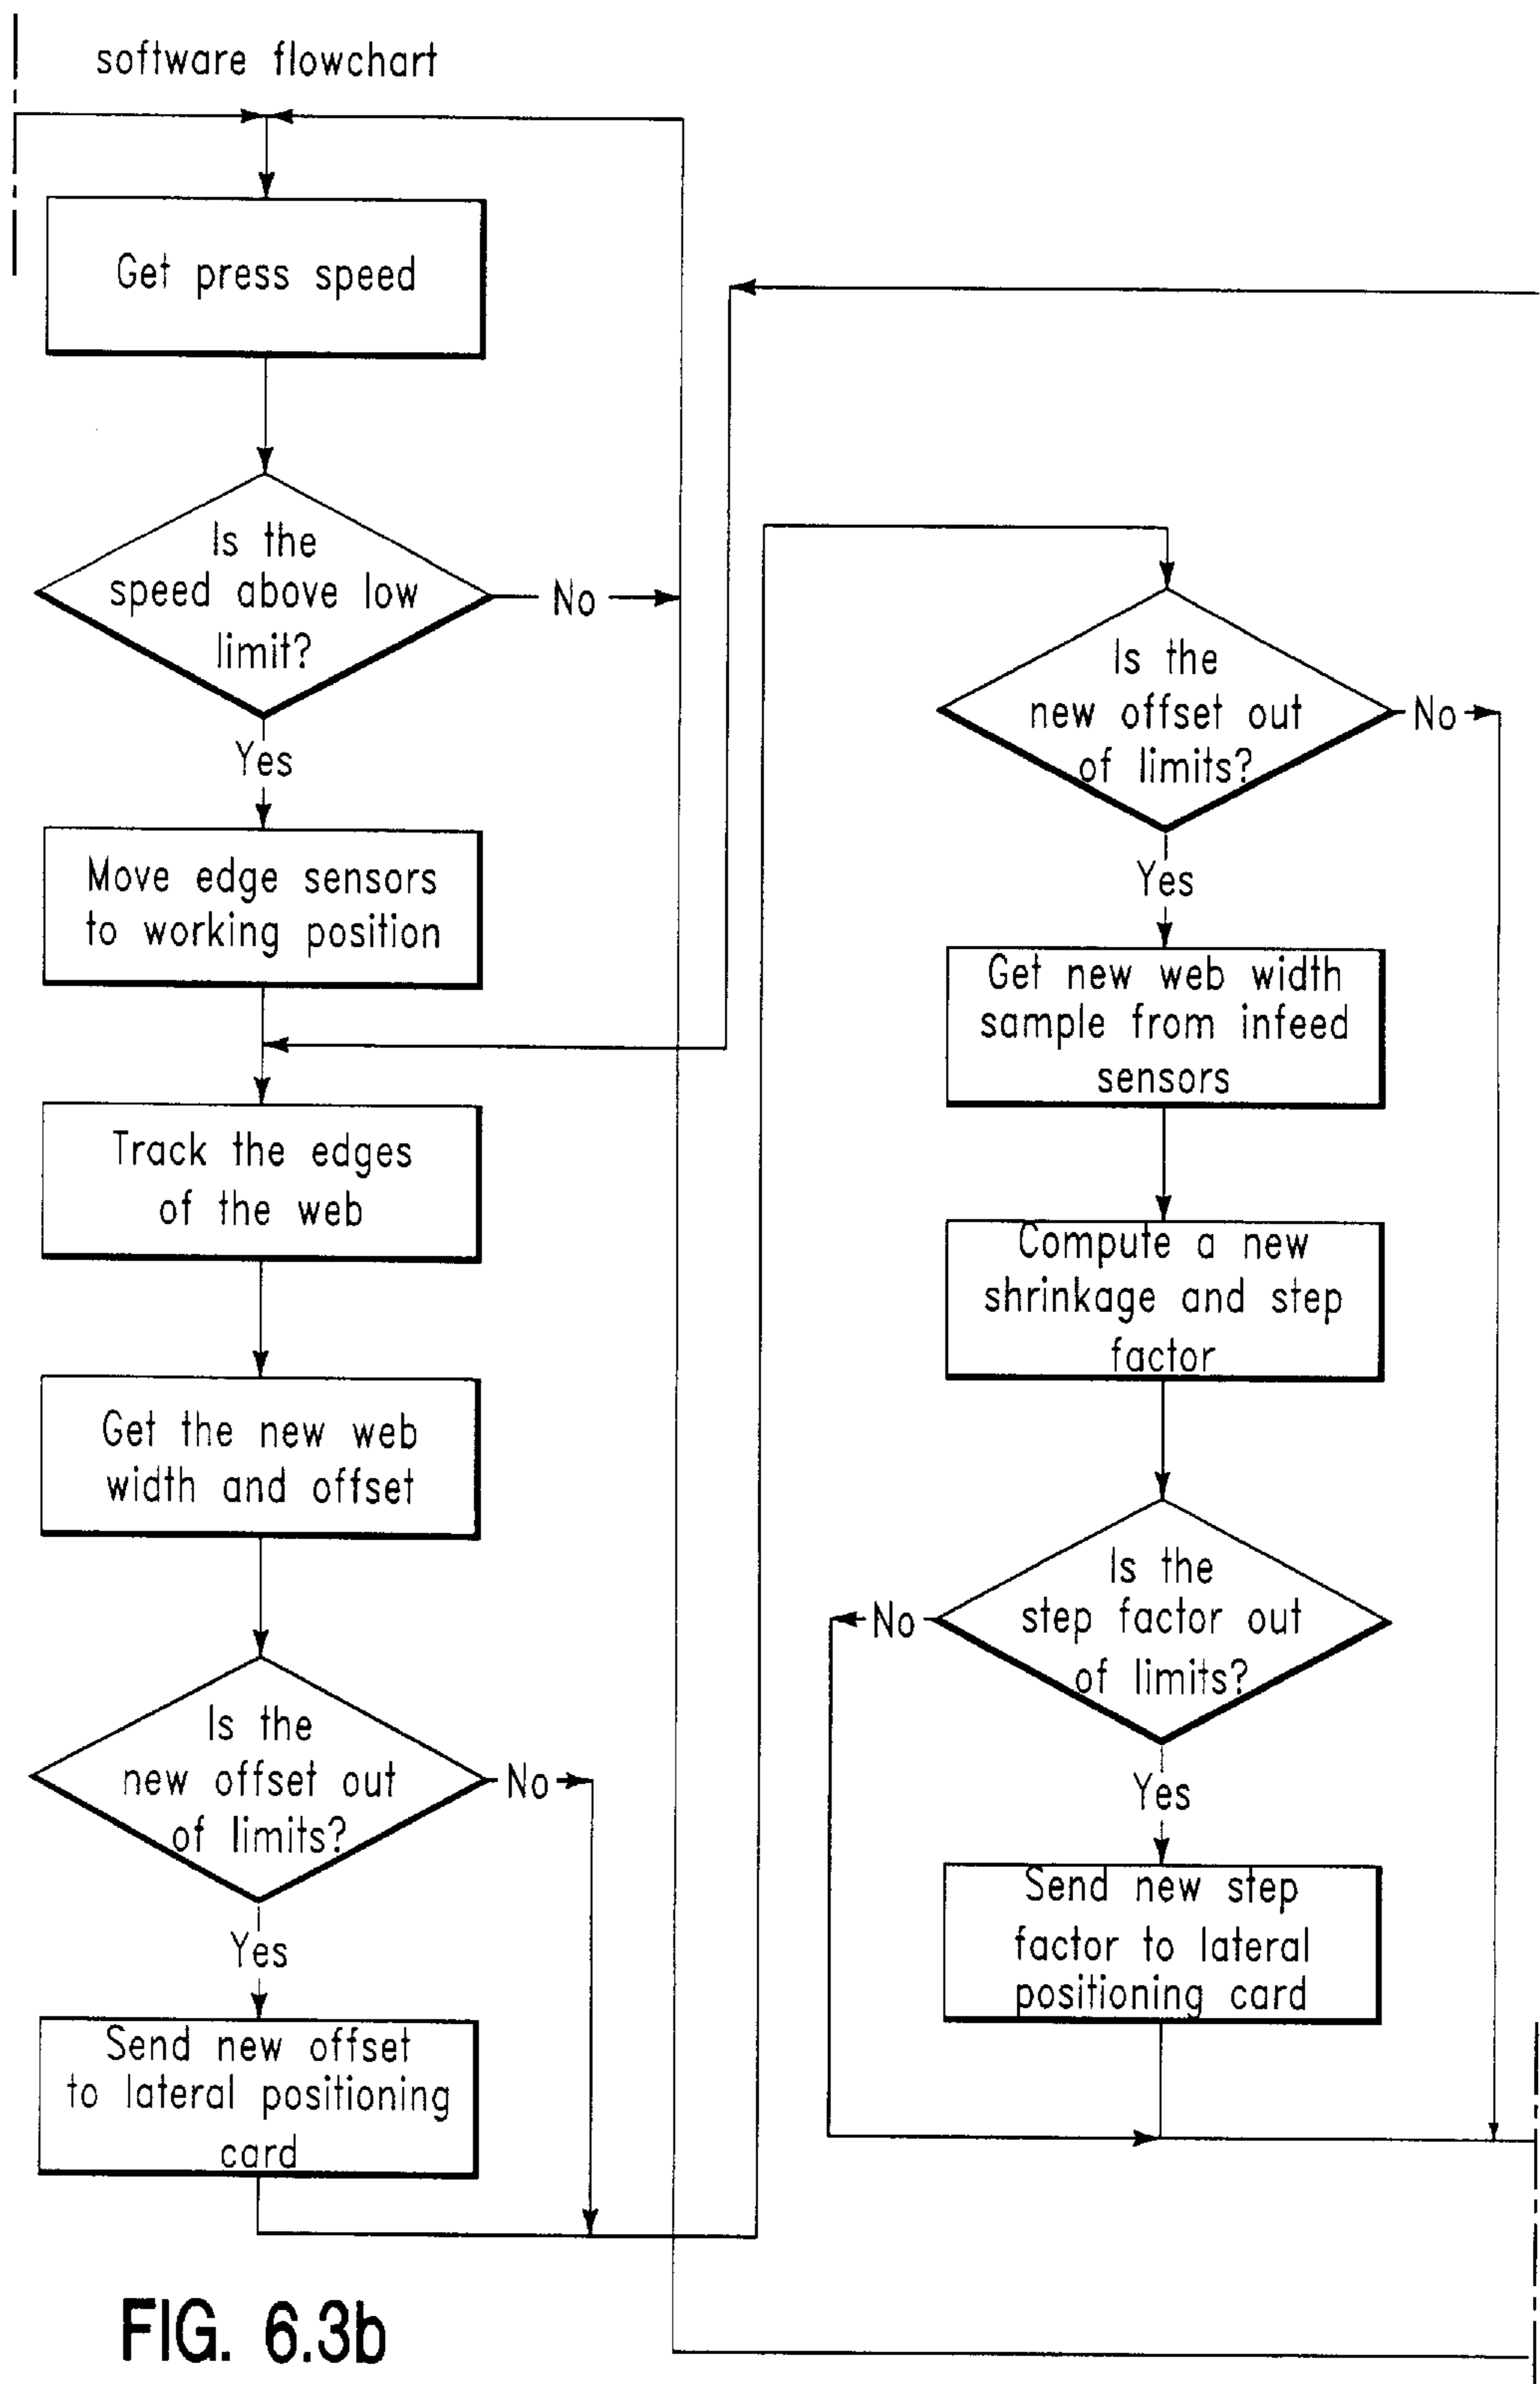 software flowchart
Get press speed
Is the
speed above low
limit?
No
Yes
Move edge sensors
to working position
Track the edges
of the web
Get the new web
width and offset
Is the
new offset out
of limits?
No
Yes
Send new offset
to lateral positioning
card
Is the
new offset out
of limits?
No
Yes
Get new web width
sample from infeed
sensors
Compute a new
shrinkage and step
factor
Is the
step factor out
of limits?
No
Yes
Send new step
factor to lateral
positioning card
FIG. 6.3b